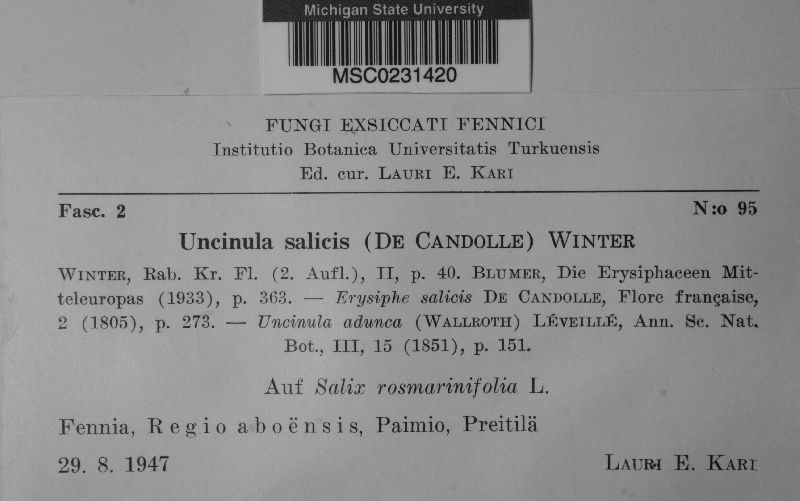 Michigan State University
MSC0231420
FUNGI EXSICCATI FENNICI
Institutio Botanica Universitatis Turkuensis
Ed. cur. LAURI E. KARI
Fasc. 2 N:o 95
Uncinula salicis (DE CANDOLLE) WINTER
WINTER, Rab. Kr. Fl. (2. Aufl.), II, p. 40. BLUMER, Die Erysiphaceen Mit-
teleuropas (1933), p. 363. — Erysiphe salicis DE CANDOLLE, Flore française,
2 (1805), p. 273. — Uncinula adunca (WALLROTH) LÉVEILLÉ, Ann. Sc. Nat.
Bot., III, 15 (1851), p. 151.
Auf Salix rosmarinifolia L.
Fennia, Regio aboënsis, Paimio, Preitilä
29. 8. 1947 LAURI E. KARI